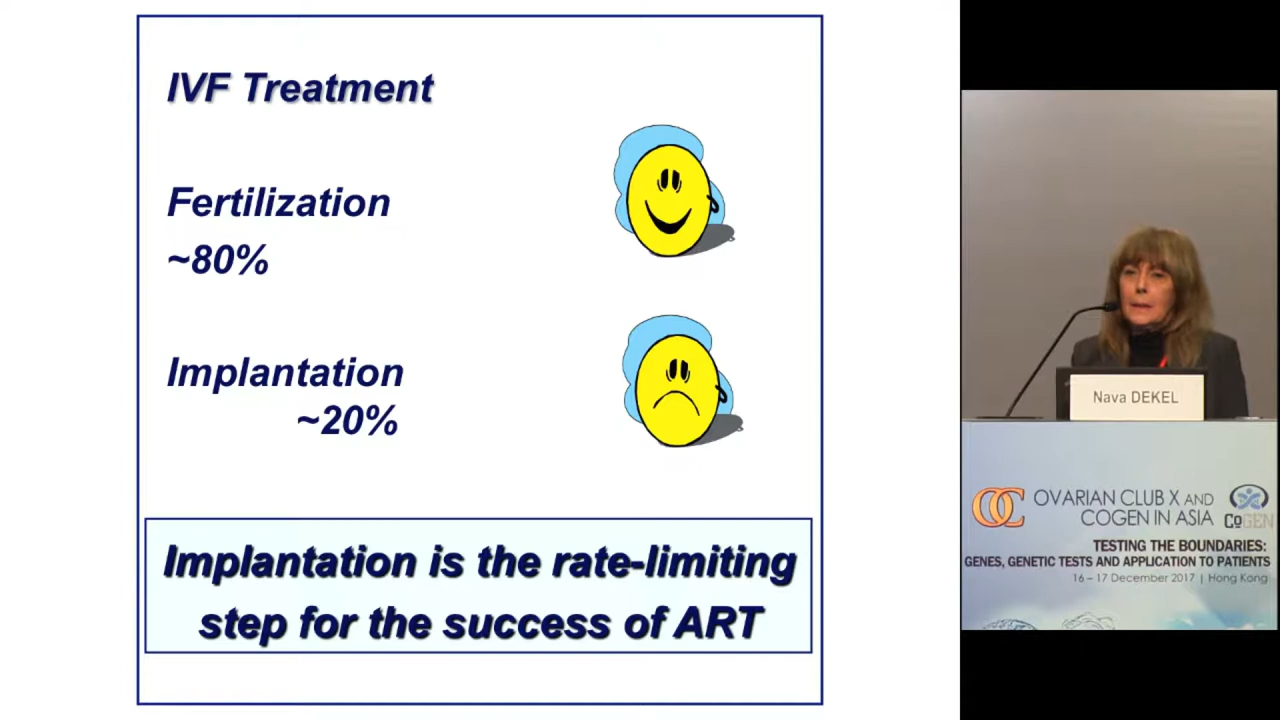 IVF Treatment
Fertilization
~80%
Implantation
~20%
Implantation is the rate-limiting
step for the success of ART
Nava DEKEL
OC OVARIAN CLUB X AND
COGEN IN ASIA
CoGEN
TESTING THE BOUNDARIES:
GENES, GENETIC TESTS AND APPLICATION TO PATIENTS
16 – 17 December 2017 | Hong Kong